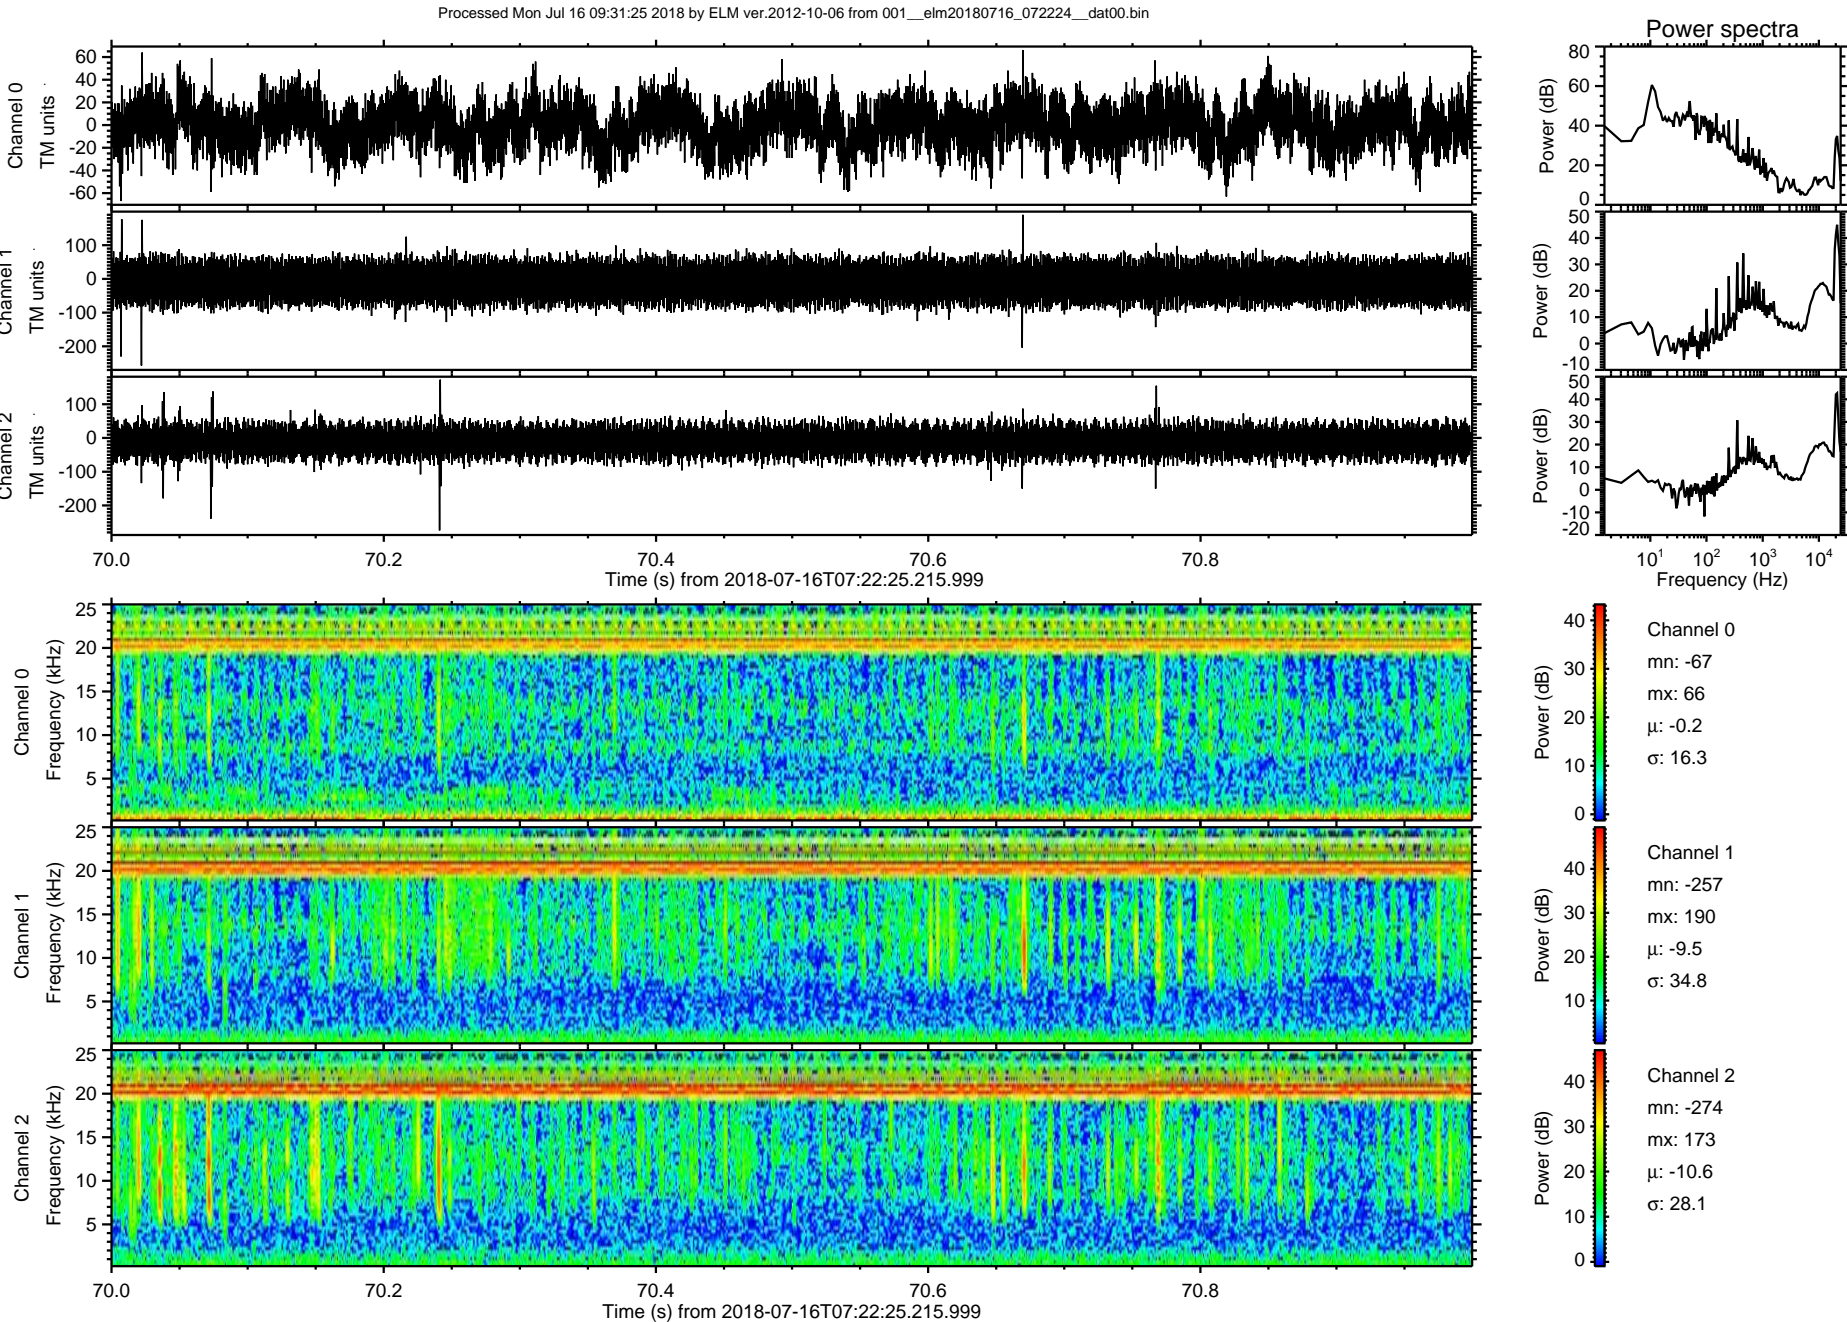 Processed Mon Jul 16 09:31:25 2018 by ELM ver.2012-10-06 from 001__elm20180716_072224__dat00.bin
Power spectra
Channel 0
TM units
60
40
20
0
-20
-40
-60
Power (dB)
80
60
40
20
0
Channel 1
TM units
100
0
-100
-200
Power (dB)
50
40
30
20
10
0
-10
Channel 2
TM units
100
0
-100
-200
Power (dB)
50
40
30
20
10
0
-10
-20
70.0 70.2 70.4 70.6 70.8
Time (s) from 2018-07-16T07:22:25.215.999
10¹ 10² 10³ 10⁴
Frequency (Hz)
Channel 0
Frequency (kHz)
25
20
15
10
5
Power (dB)
40
30
20
10
0
Channel 0
mn: -67
mx: 66
μ: -0.2
σ: 16.3
Channel 1
Frequency (kHz)
25
20
15
10
5
Power (dB)
40
30
20
10
Channel 1
mn: -257
mx: 190
μ: -9.5
σ: 34.8
Channel 2
Frequency (kHz)
25
20
15
10
5
Power (dB)
40
30
20
10
0
Channel 2
mn: -274
mx: 173
μ: -10.6
σ: 28.1
70.0 70.2 70.4 70.6 70.8
Time (s) from 2018-07-16T07:22:25.215.999